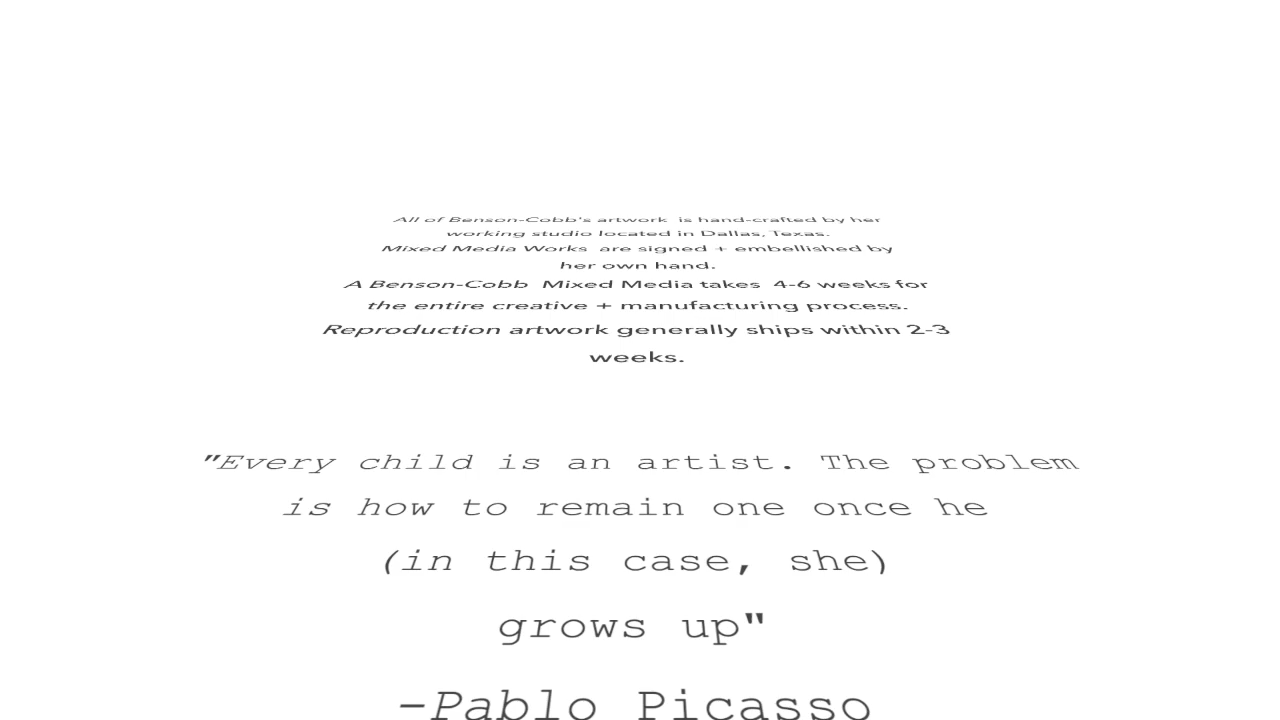 All of Benson-Cobb's artwork is hand-crafted by her
working studio located in Dallas, Texas.
Mixed Media Works are signed + embellished by
her own hand.
A Benson-Cobb Mixed Media takes 4-6 weeks for
the entire creative + manufacturing process.
Reproduction artwork generally ships within 2-3
weeks.
"Every child is an artist. The problem
is how to remain one once he
(in this case, she)
grows up"
-Pablo Picasso